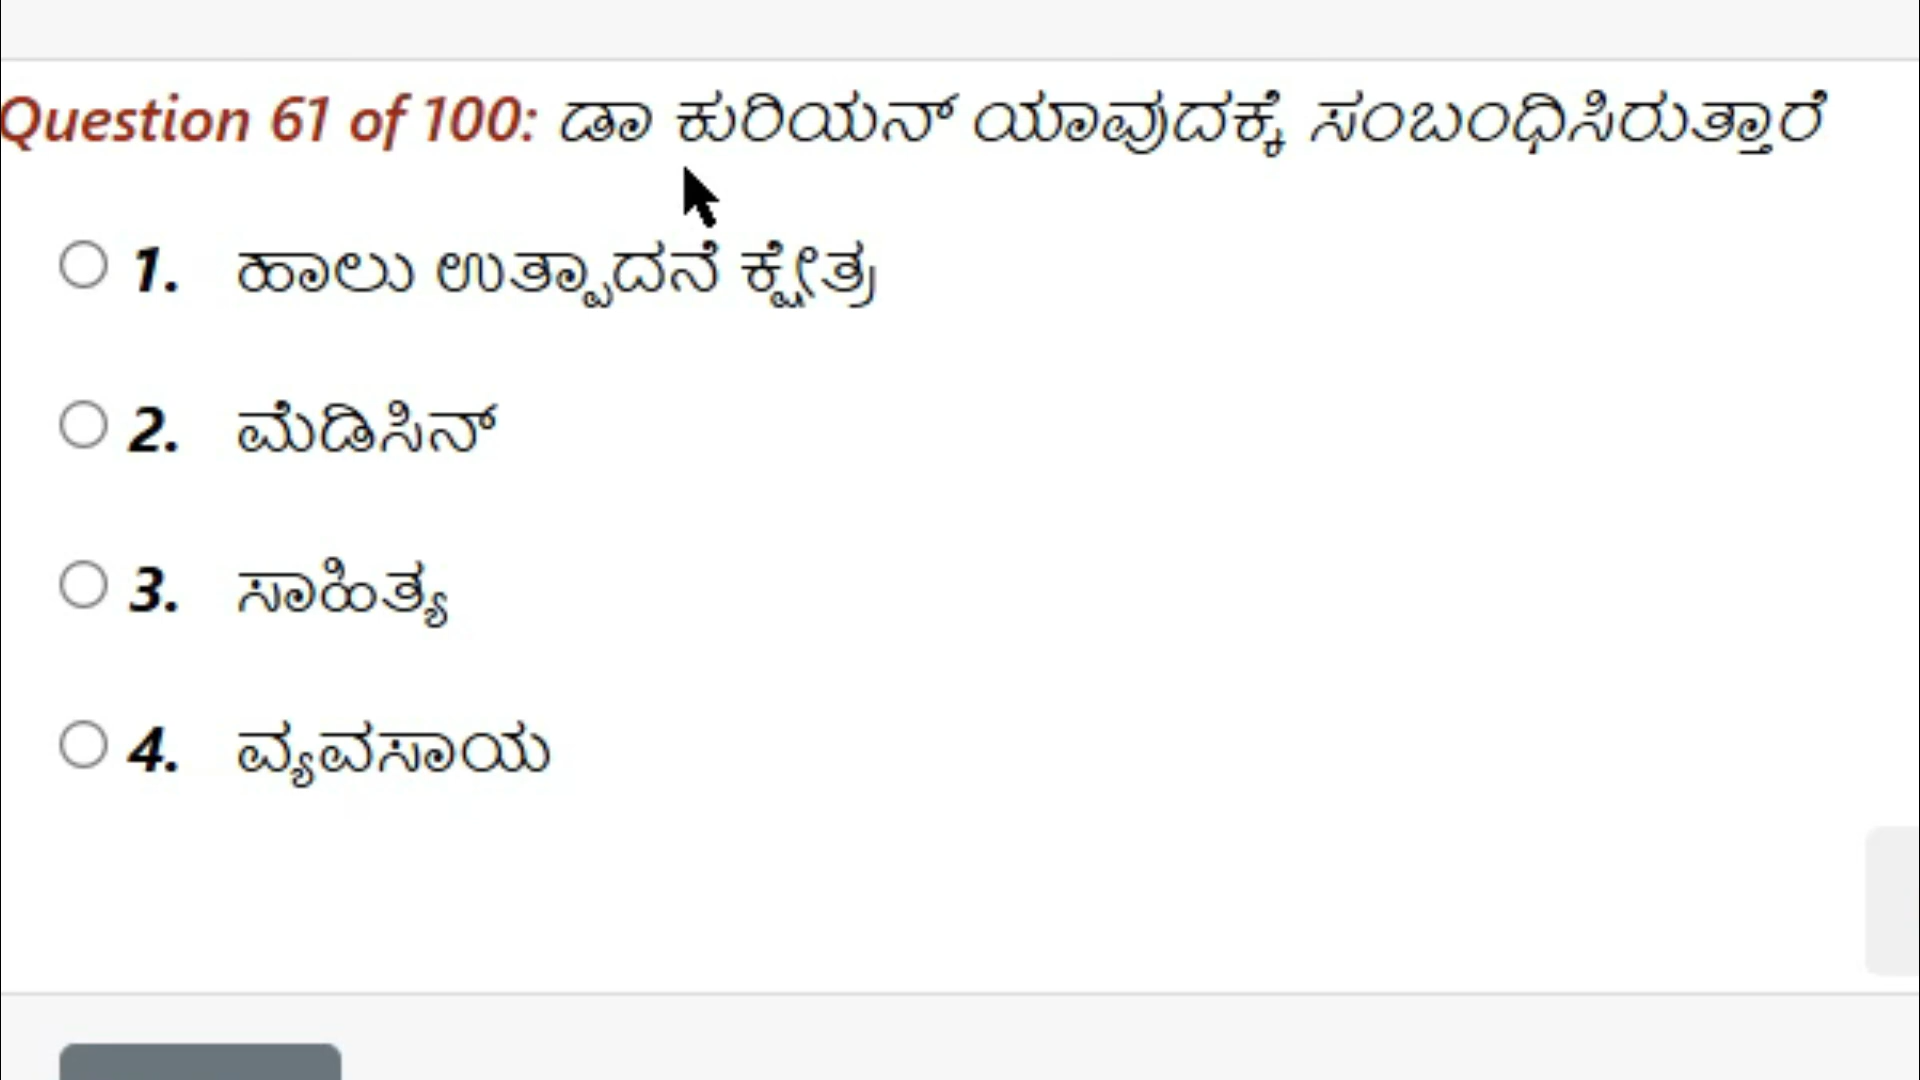 Question 61 of 100: ಡಾ ಕುರಿಯನ್ ಯಾವುದಕ್ಕೆ ಸಂಬಂಧಿಸಿರುತ್ತಾರೆ
1. ಹಾಲು ಉತ್ಪಾದನೆ ಕ್ಷೇತ್ರ
2. ಮೆಡಿಸಿನ್
3. ಸಾಹಿತ್ಯ
4. ವ್ಯವಸಾಯ